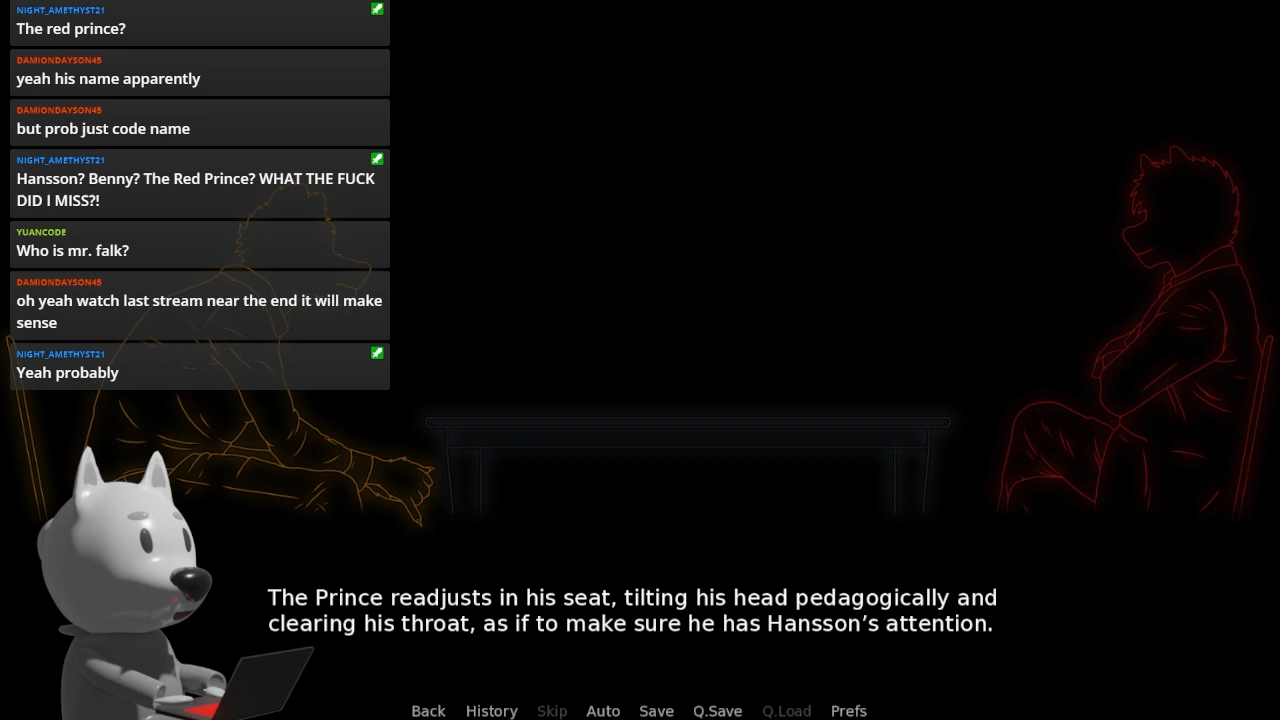 NIGHT_AMETHYST21
The red prince?
DAMIONDAYSON45
yeah his name apparently
DAMIONDAYSON45
but prob just code name
NIGHT_AMETHYST21
Hansson? Benny? The Red Prince? WHAT THE FUCK
DID I MISS?!
YUANCODE
Who is mr. falk?
DAMIONDAYSON45
oh yeah watch last stream near the end it will make
sense
NIGHT_AMETHYST21
Yeah probably
The Prince readjusts in his seat, tilting his head pedagogically and
clearing his throat, as if to make sure he has Hansson’s attention.
Back History Skip Auto Save Q.Save Q.Load Prefs